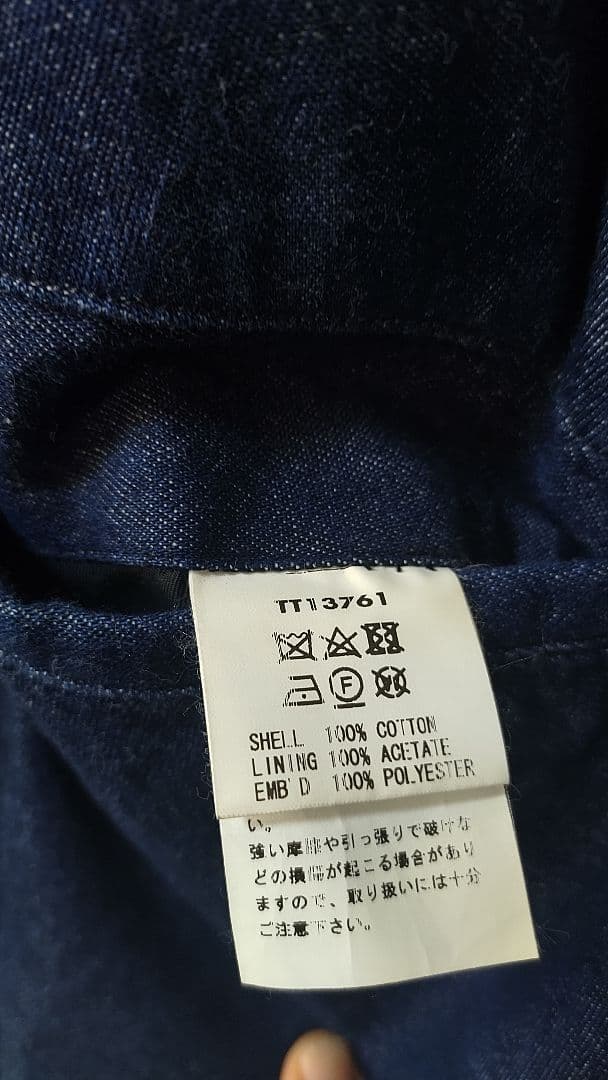 TT13761
F
SHELL 100% COTTON
LINING 100% ACETATE
EMB'D 100% POLYESTER
い。
強い摩擦や引っ張りで破けな
どの損傷が起こる場合があり
ますので、取り扱いには十分
ご注意下さい。